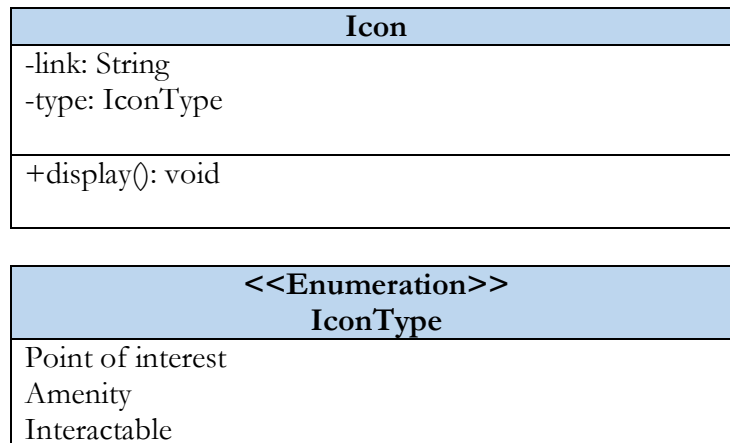 Icon
-link: String
-type: IconType
+display(): void
<<Enumeration>>
IconType
Point of interest
Amenity
Interactable